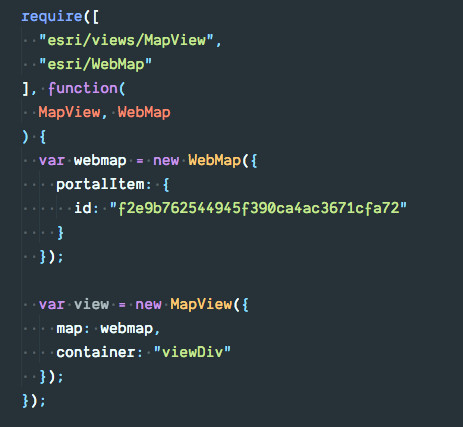 require([
  "esri/views/MapView",
  "esri/WebMap"
], function(
  MapView, WebMap
) {
  var webmap = new WebMap({
    portalItem: {
      id: "f2e9b762544945f390ca4ac3671cfa72"
    }
  });

  var view = new MapView({
    map: webmap,
    container: "viewDiv"
  });
});